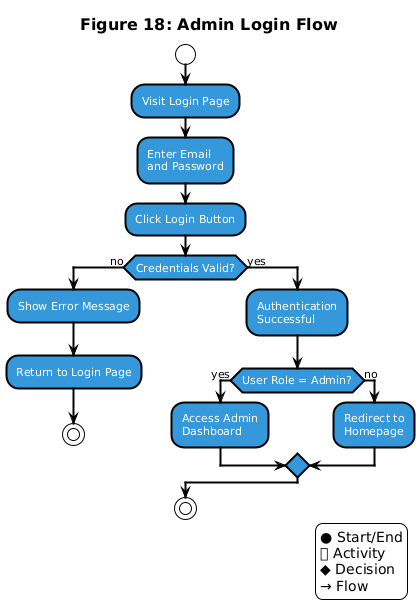 Figure 18: Admin Login Flow
Visit Login Page
Enter Email
and Password
Click Login Button
no
Credentials Valid?
yes
Show Error Message
Authentication
Successful
Return to Login Page
yes
User Role = Admin?
no
Access Admin
Dashboard
Redirect to
Homepage
● Start/End
▯ Activity
◆ Decision
→ Flow